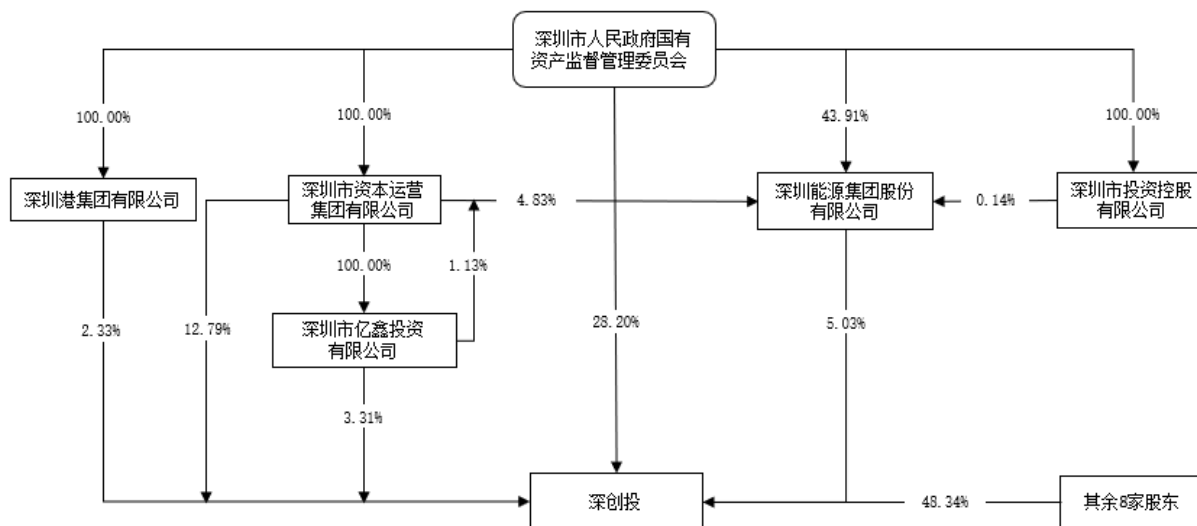 深圳市人民政府国有
资产监督管理委员会
100.00%
100.00%
43.91%
100.00%
深圳港集团有限公司
深圳市资本运营
集团有限公司
4.83%
深圳能源集团股份
有限公司
0.14%
深圳市投资控股
有限公司
100.00%
1.13%
2.33%
12.79%
深圳市亿鑫投资
有限公司
28.20%
5.03%
3.31%
深创投
48.34%
其余8家股东